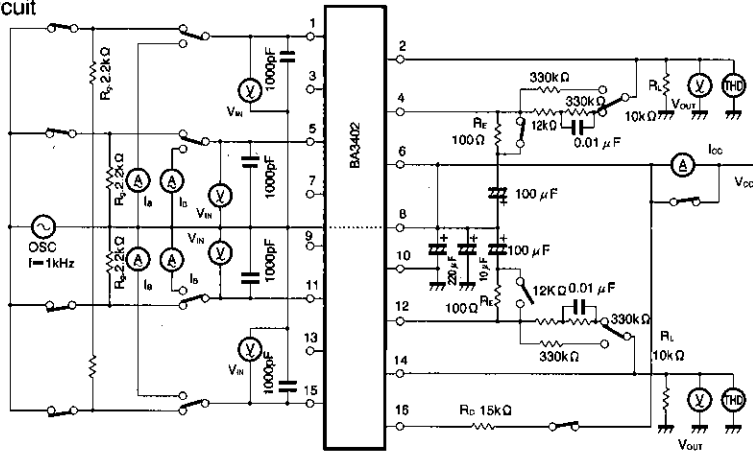 cuit
1
2
3
4
5
6
7
8
9
10
11
12
13
14
15
16
BA3402
Rg=2.2kΩ
Rg=2.2kΩ
Rg=2.2kΩ
1000pF
1000pF
1000pF
1000pF
V
VIN
V
VIN
VIN
V
VIN
V
A
IB
A
IB
A
IB
A
IB
OSC
f=1kHz
330kΩ
330kΩ
12kΩ
0.01 μF
RE
100Ω
100 μF
+
RL
10kΩ
V
VOUT
THD
ICC
A
VCC
+
220 μF
+
10 μF
+
100 μF
100Ω
RE
12KΩ
0.01 μF
330kΩ
330kΩ
RL
10kΩ
V
THD
VOUT
RD 15kΩ